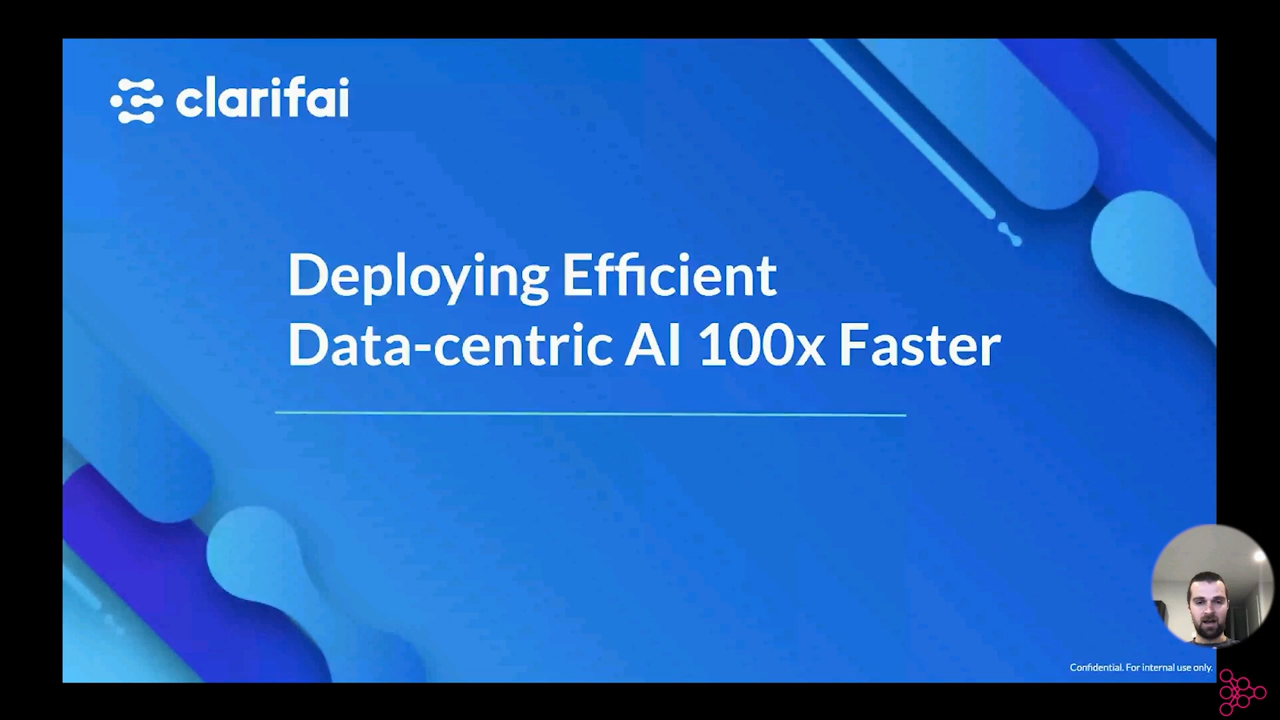 clarifai
Deploying Efficient
Data-centric AI 100x Faster
Confidential. For internal use only.